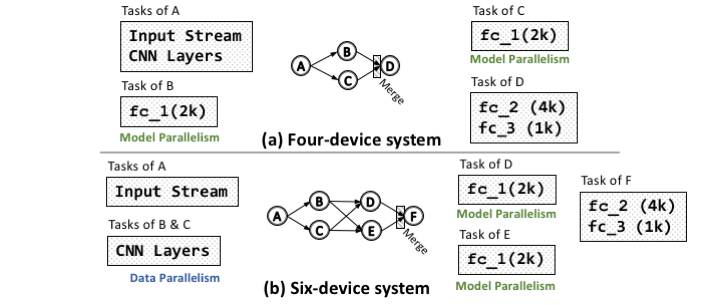 Tasks of A
Input Stream
CNN Layers
Task of B
fc_1(2k)
Model Parallelism
A
B
C
D
Merge
Task of C
fc_1(2k)
Model Parallelism
Task of D
fc_2 (4k)
fc_3 (1k)
(a) Four-device system
Tasks of A
Input Stream
Tasks of B & C
CNN Layers
Data Parallelism
A
B
C
D
E
F
Merge
Task of D
fc_1(2k)
Model Parallelism
Task of E
fc_1(2k)
Model Parallelism
Task of F
fc_2 (4k)
fc_3 (1k)
(b) Six-device system